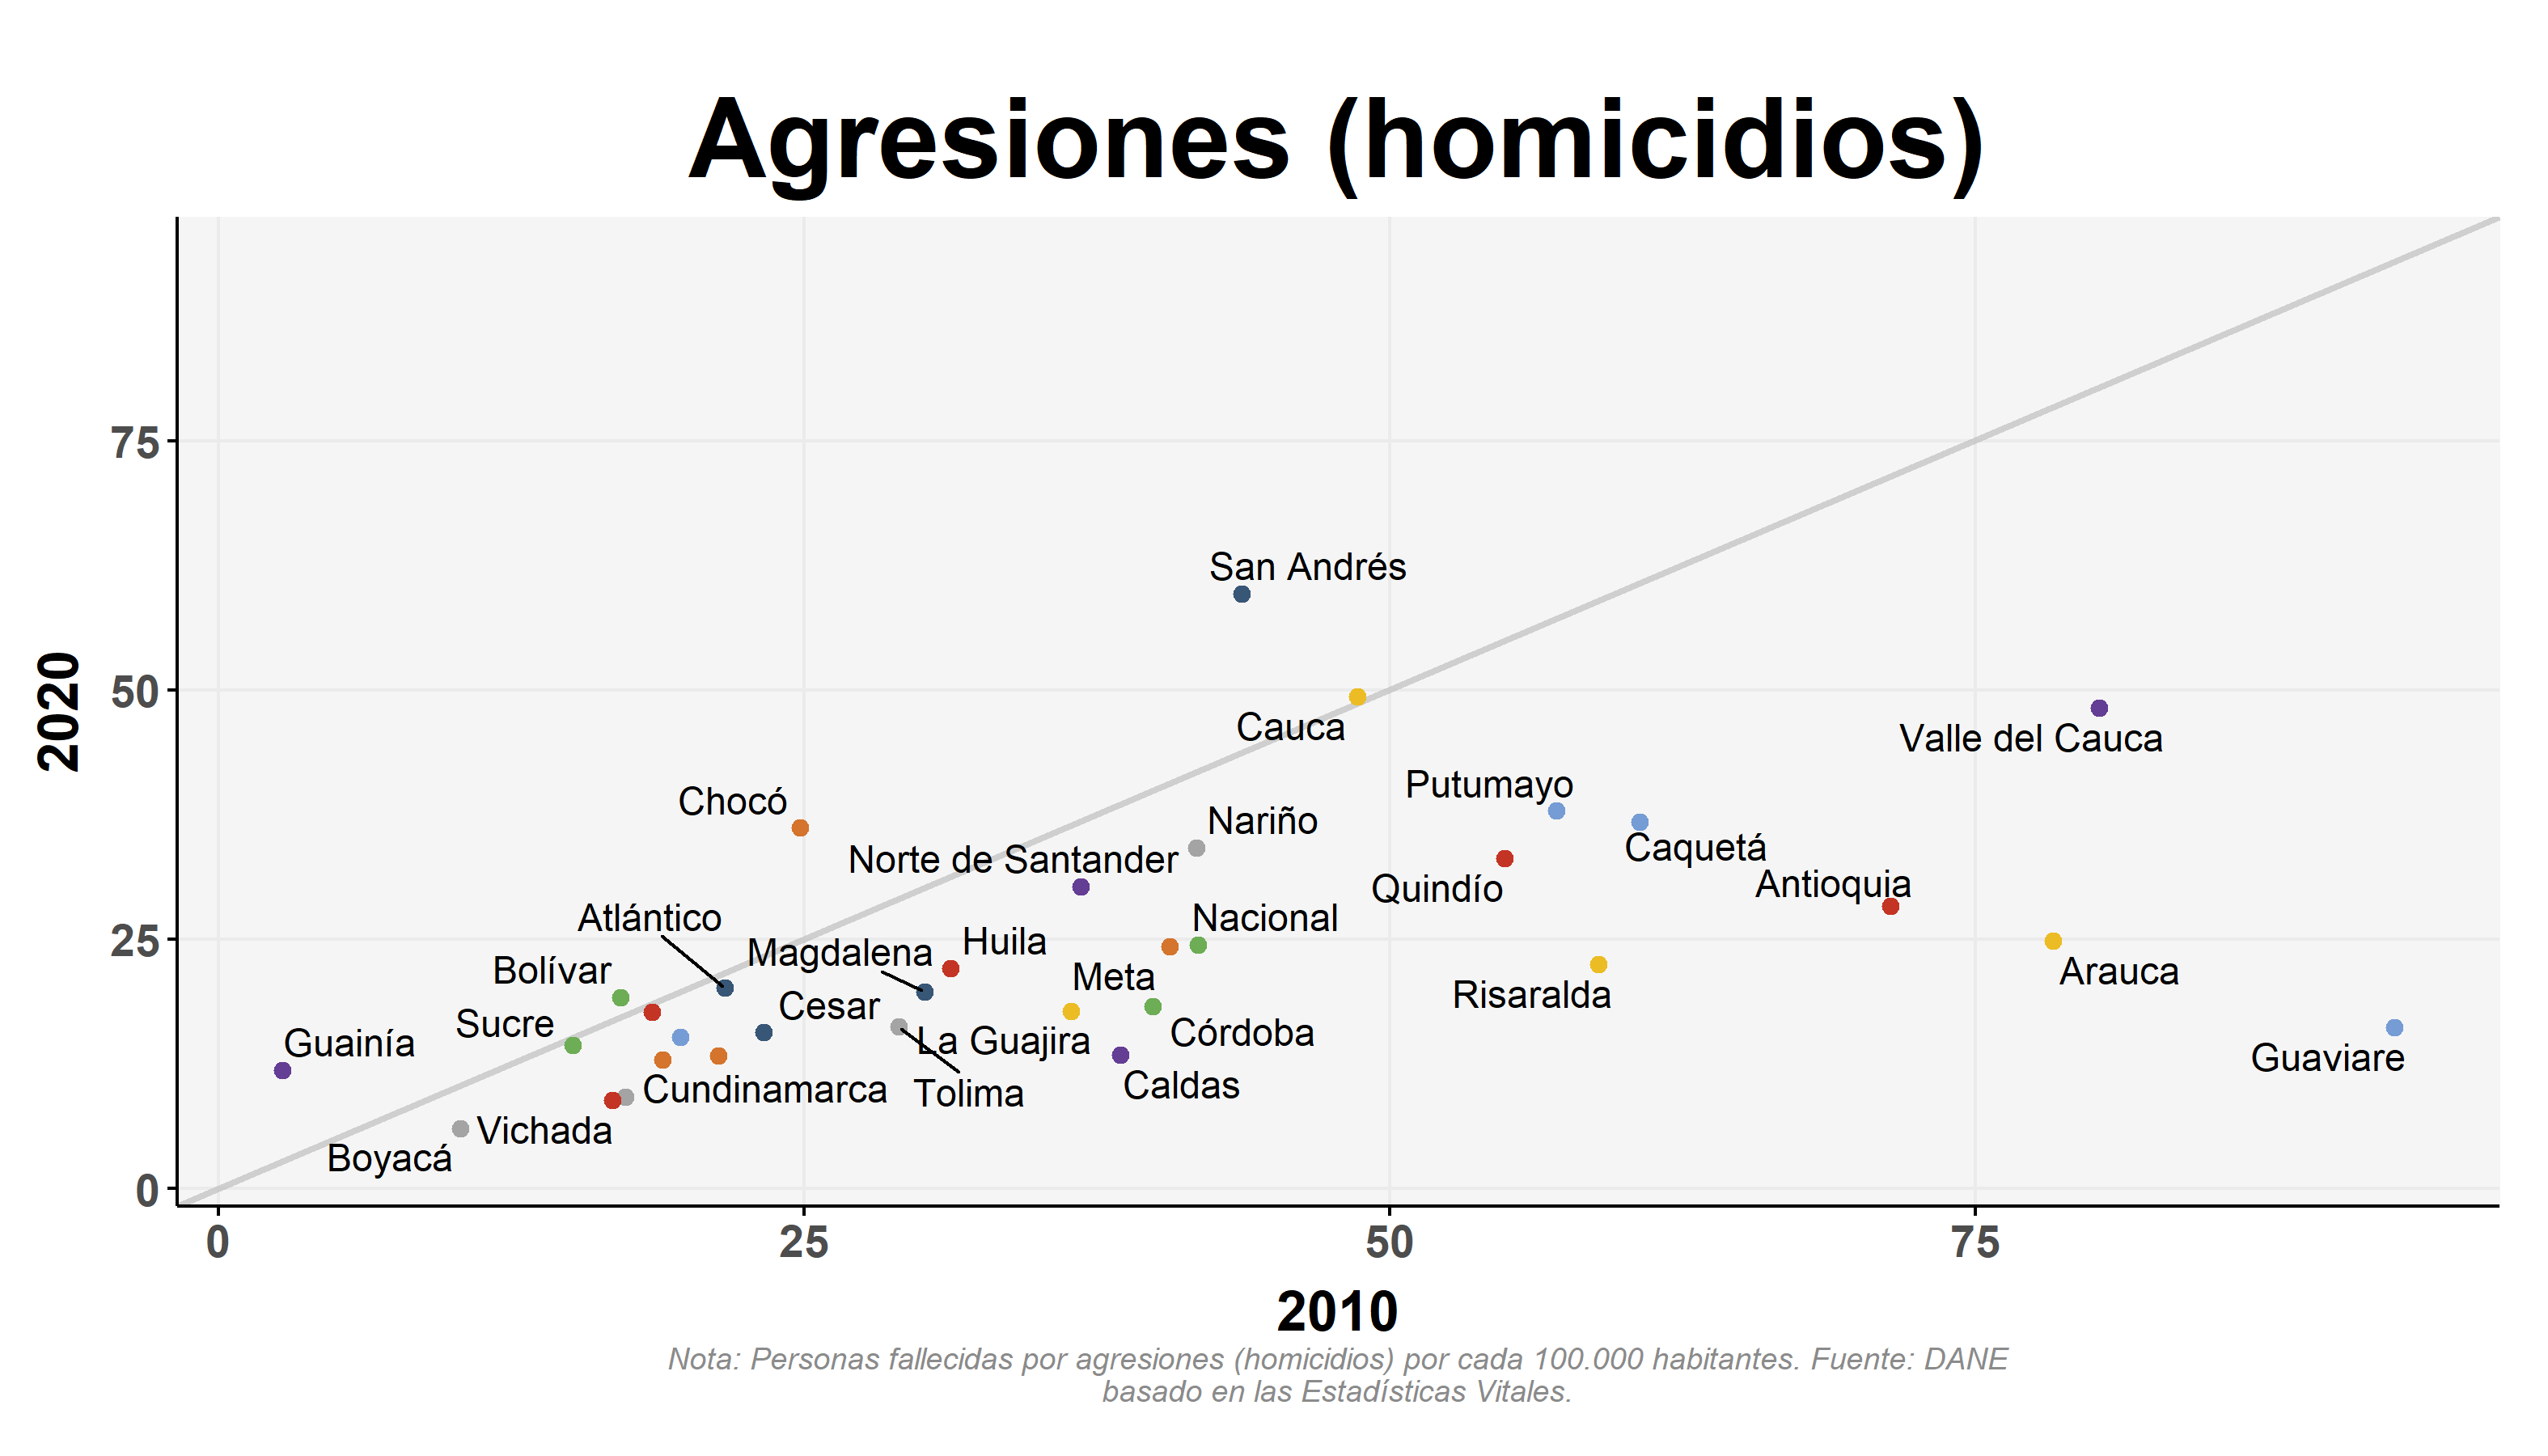 Agresiones (homicidios)
2020
75
50
25
0
San Andrés
Cauca
Valle del Cauca
Putumayo
Chocó
Nariño
Caquetá
Norte de Santander
Quindío
Antioquia
Atlántico
Nacional
Magdalena
Huila
Bolívar
Meta
Arauca
Risaralda
Cesar
Sucre
Córdoba
Guainía
La Guajira
Guaviare
Caldas
Cundinamarca
Tolima
Vichada
Boyacá
0
25
50
75
2010
Nota: Personas fallecidas por agresiones (homicidios) por cada 100.000 habitantes. Fuente: DANE
basado en las Estadísticas Vitales.